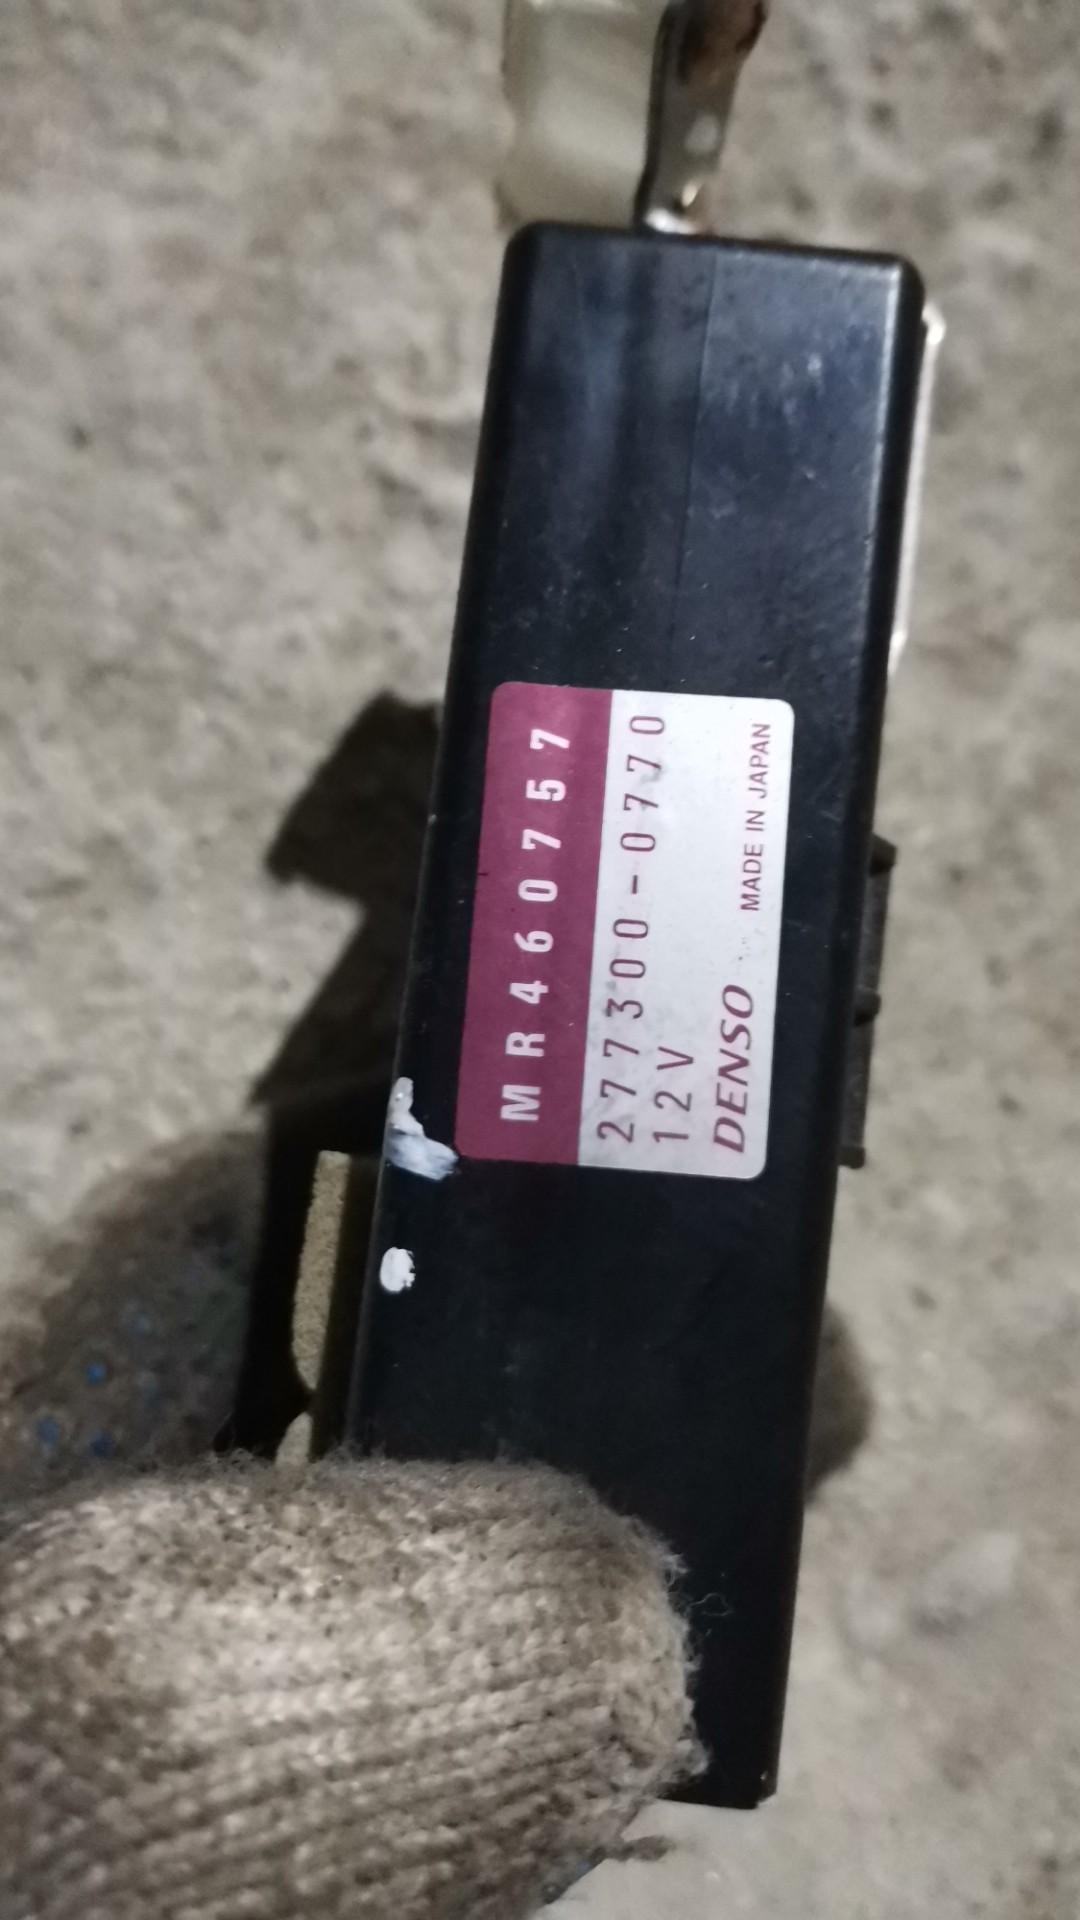 MR460757
277300-0770
12V
DENSO MADE IN JAPAN